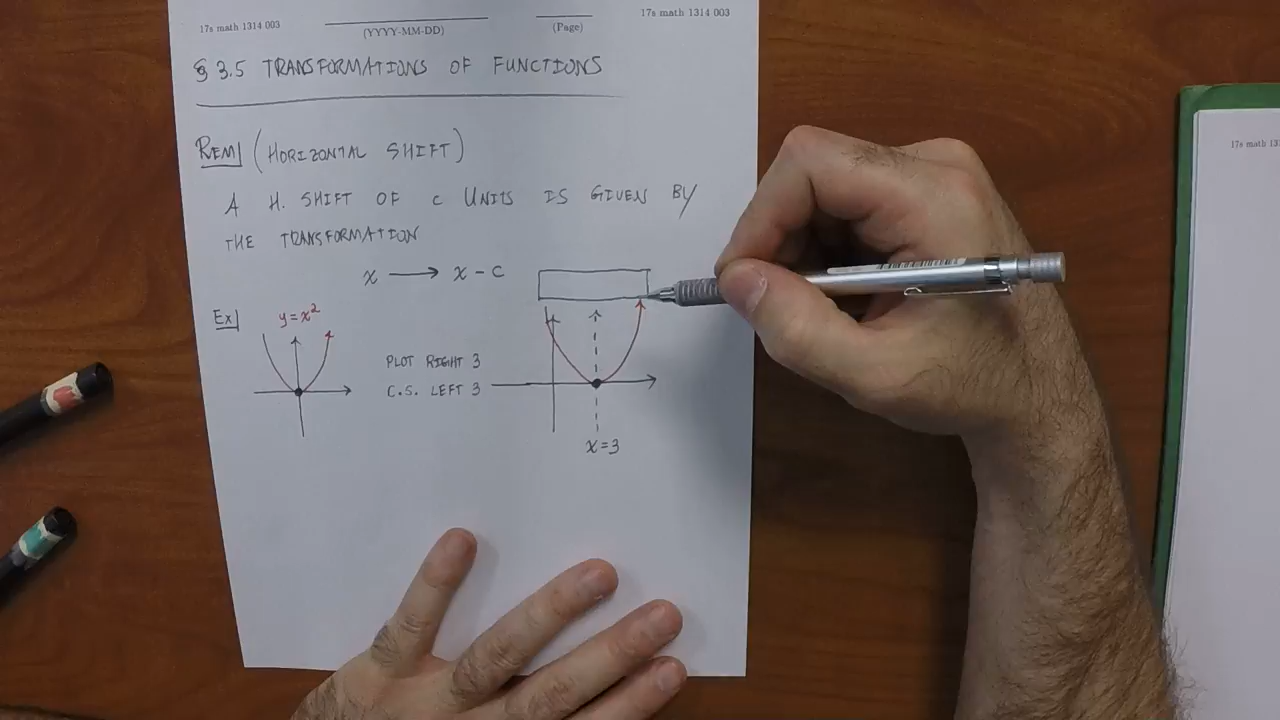 17s math 1314 003
(YYYY-MM-DD)
(Page)
17s math 1314 003
§ 3.5 TRANSFORMATIONS OF FUNCTIONS
REM (HORIZONTAL SHIFT)
A H. SHIFT OF c UNITS IS GIVEN BY
THE TRANSFORMATION
x → x - c
Ex
y = x²
PLOT RIGHT 3
C.S. LEFT 3
x = 3
17s math 13